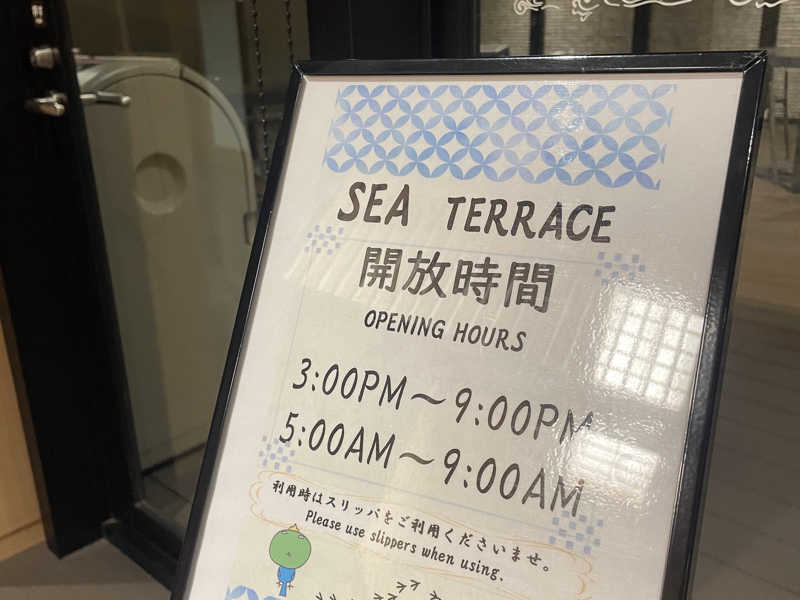 SEA TERRACE
開放時間
OPENING HOURS
3:00PM～9:00PM
5:00AM～9:00AM
利用時はスリッパをご利用くださいませ。
Please use slippers when using.